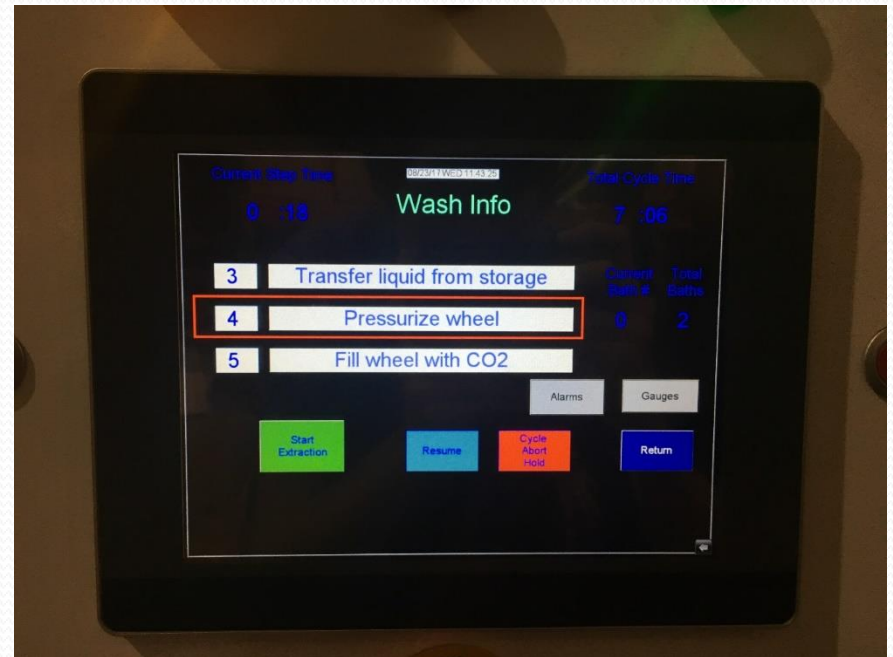 Current Step Time
08/23/17 WED 11:43:25
Total Cycle Time
Wash Info
0 :18
7 :06
3 Transfer liquid from storage
Current Bath #
Total Baths
4 Pressurize wheel
0 2
5 Fill wheel with CO2
Alarms
Gauges
Start
Extraction
Resume
Cycle
Abort
Hold
Return